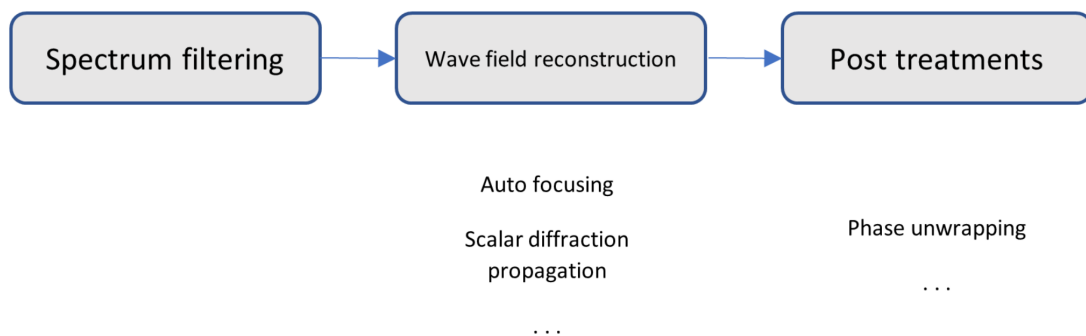 Spectrum filtering
Wave field reconstruction
Post treatments
Auto focusing
Scalar diffraction
propagation
. . .
Phase unwrapping
. . .